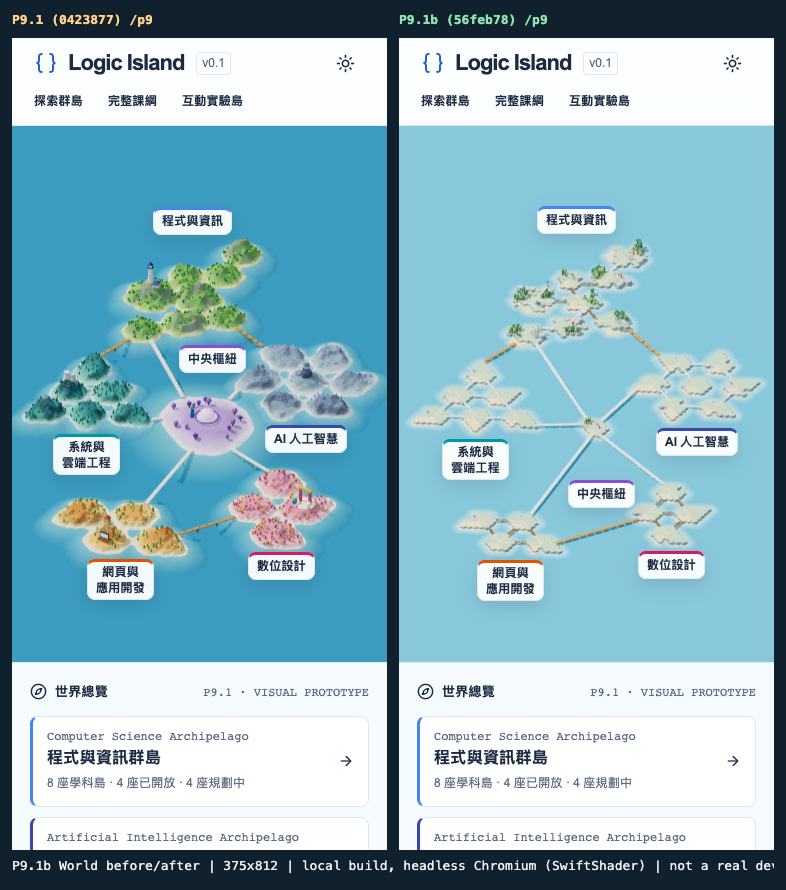 P9.1 (0423877) /p9
Logic Island v0.1
探索群島 完整課綱 互動實驗島
程式與資訊
中央樞紐
AI 人工智慧
系統與
雲端工程
網頁與
應用開發
數位設計
世界總覽 P9.1 · VISUAL PROTOTYPE
Computer Science Archipelago
程式與資訊群島
8 座學科島 · 4 座已開放 · 4 座規劃中
Artificial Intelligence Archipelago
P9.1b (56feb78) /p9
Logic Island v0.1
探索群島 完整課綱 互動實驗島
程式與資訊
AI 人工智慧
系統與
雲端工程
中央樞紐
數位設計
網頁與
應用開發
世界總覽 P9.1 · VISUAL PROTOTYPE
Computer Science Archipelago
程式與資訊群島
8 座學科島 · 4 座已開放 · 4 座規劃中
Artificial Intelligence Archipelago
P9.1b World before/after | 375x812 | local build, headless Chromium (SwiftShader) | not a real dev